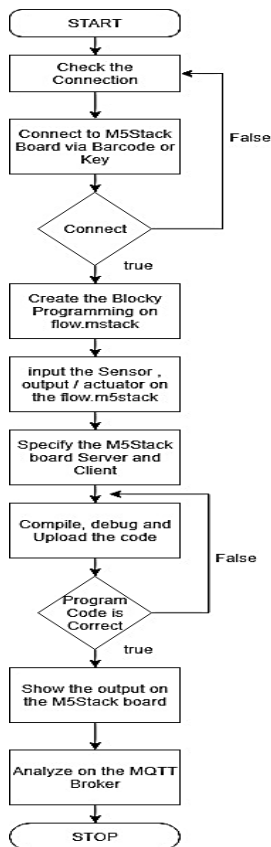 START
Check the
Connection
Connect to M5Stack
Board via Barcode or
Key
False
Connect
true
Create the Blocky
Programming on
flow.mstack
input the Sensor ,
output / actuator on
the flow.m5stack
Specify the M5Stack
board Server and
Client
Compile, debug and
Upload the code
False
Program
Code is
Correct
true
Show the output on
the M5Stack board
Analyze on the MQTT
Broker
STOP